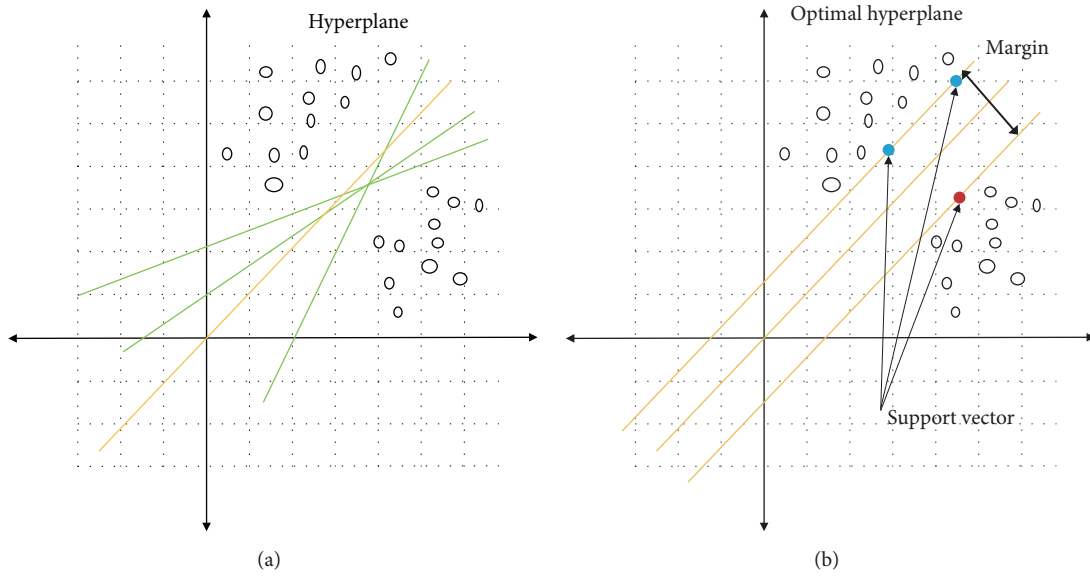 Hyperplane
(a)
Optimal hyperplane
Margin
Support vector
(b)